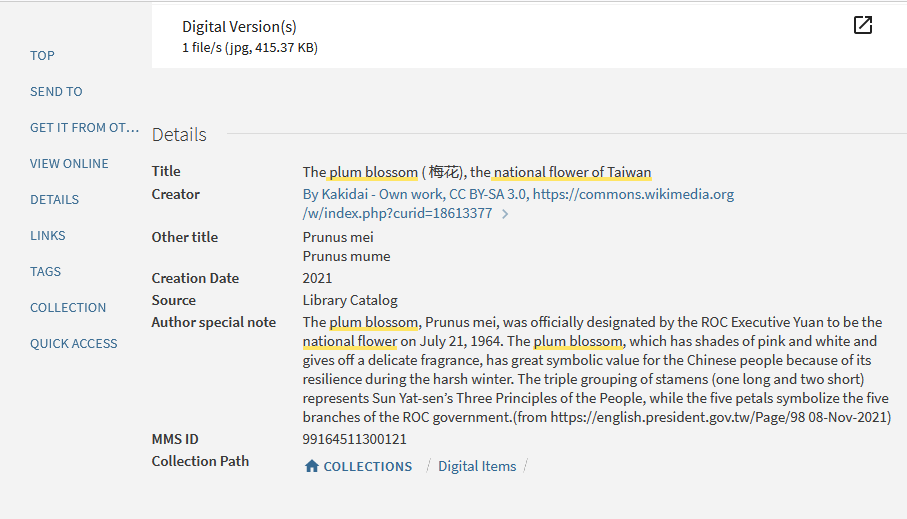 Digital Version(s)
1 file/s (jpg, 415.37 KB)
TOP
SEND TO
GET IT FROM OT…
VIEW ONLINE
DETAILS
LINKS
TAGS
COLLECTION
QUICK ACCESS
Details
Title The plum blossom ( 梅花), the national flower of Taiwan
Creator By Kakidai - Own work, CC BY-SA 3.0, https://commons.wikimedia.org
/w/index.php?curid=18613377
Other title Prunus mei
Prunus mume
Creation Date 2021
Source Library Catalog
Author special note The plum blossom, Prunus mei, was officially designated by the ROC Executive Yuan to be the
national flower on July 21, 1964. The plum blossom, which has shades of pink and white and
gives off a delicate fragrance, has great symbolic value for the Chinese people because of its
resilience during the harsh winter. The triple grouping of stamens (one long and two short)
represents Sun Yat-sen’s Three Principles of the People, while the five petals symbolize the five
branches of the ROC government.(from https://english.president.gov.tw/Page/98 08-Nov-2021)
MMS ID 99164511300121
Collection Path COLLECTIONS / Digital Items /